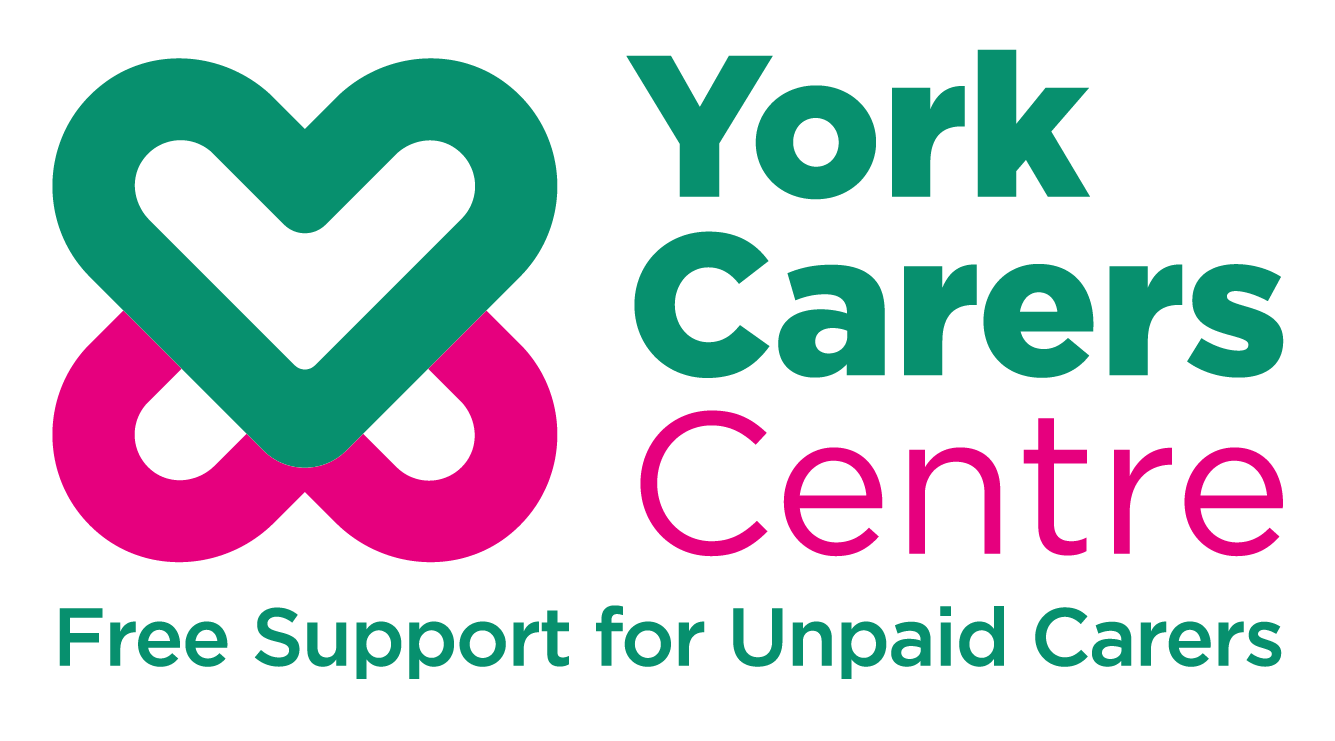 York
Carers
Centre
Free Support for Unpaid Carers